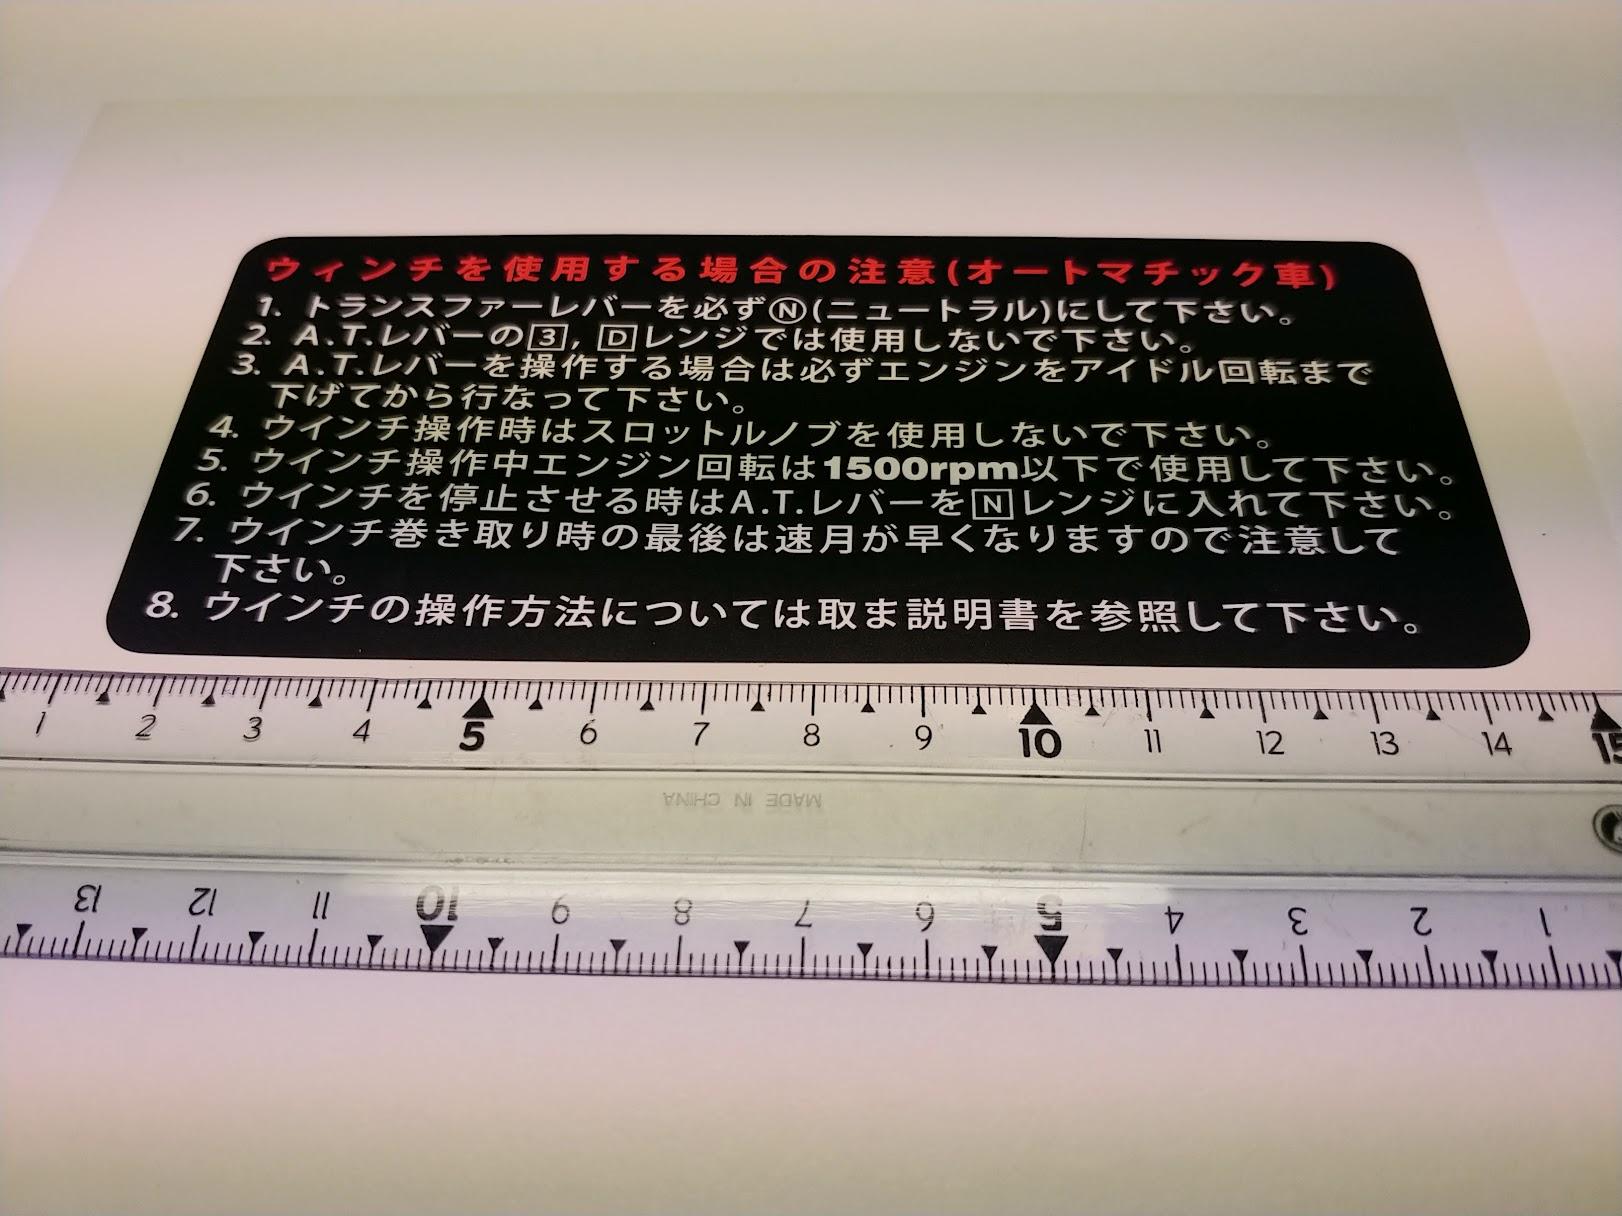 ウィンチを使用する場合の注意(オートマチック車)
1. トランスファーレバーを必ずⓃ(ニュートラル)にして下さい。
2. A.T.レバーの3, Dレンジでは使用しないで下さい。
3. A.T.レバーを操作する場合は必ずエンジンをアイドル回転まで
下げてから行なって下さい。
4. ウインチ操作時はスロットルノブを使用しないで下さい。
5. ウインチ操作中エンジン回転は1500rpm以下で使用して下さい。
6. ウインチを停止させる時はA.T.レバーをNレンジに入れて下さい。
7. ウインチ巻き取り時の最後は速月が早くなりますので注意して
下さい。
8. ウインチの操作方法については取ま説明書を参照して下さい。
1 2 3 4 5 6 7 8 9 10 11 12 13 14 15
MADE IN CHINA
13 12 11 10 9 8 7 6 5 4 3 2 1